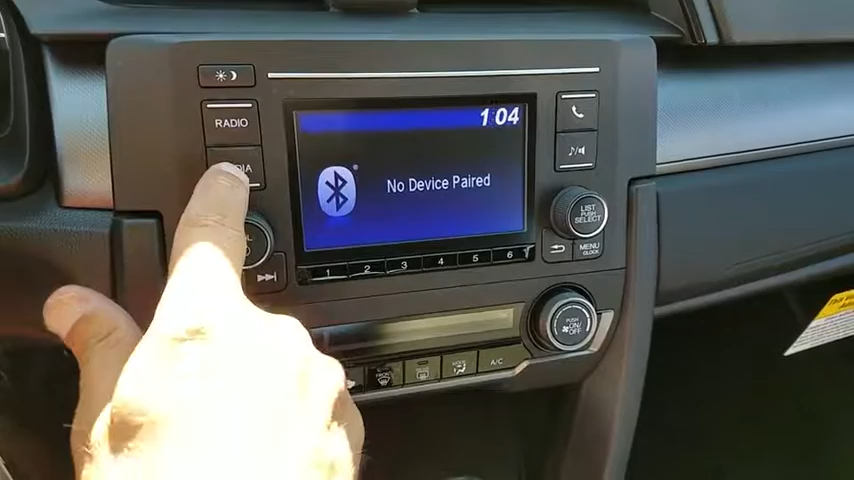 RADIO
1:04
No Device Paired
LIST
PUSH
SELECT
MENU
CLOCK
1 2 3 4 5 6
PUSH
ON/OFF
A/C